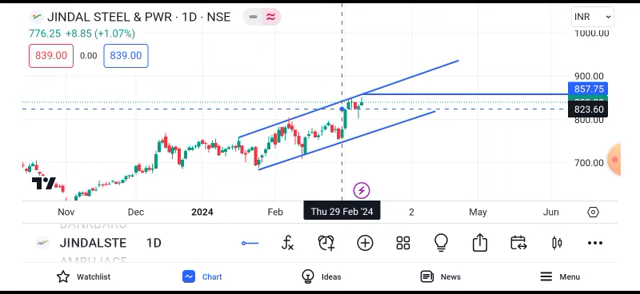 JINDAL STEEL & PWR · 1D · NSE
INR
776.25 +8.85 (+1.07%)
839.00 0.00 839.00
1000.00
900.00
857.75
823.60
800.00
700.00
Nov Dec 2024 Feb Thu 29 Feb '24 2 May Jun
BANKBARO
JINDALSTE 1D
AMBUJACE
Watchlist Chart Ideas News Menu